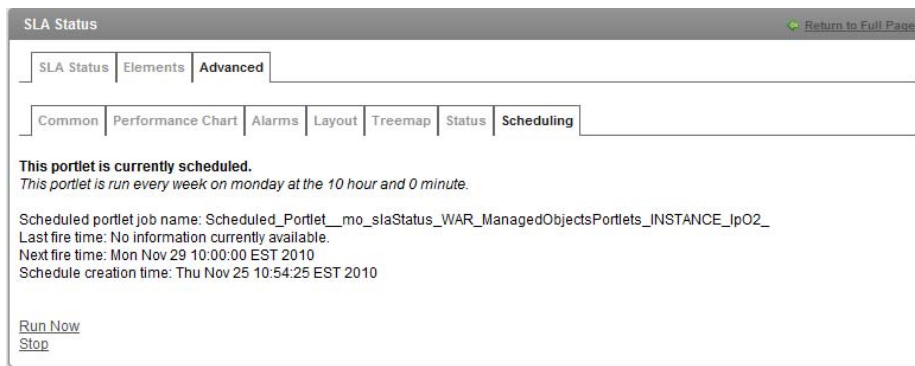 SLA Status
Return to Full Page
SLA Status Elements Advanced
Common Performance Chart Alarms Layout Treemap Status Scheduling
This portlet is currently scheduled.
This portlet is run every week on monday at the 10 hour and 0 minute.
Scheduled portlet job name: Scheduled_Portlet__mo_slaStatus_WAR_ManagedObjectsPortlets_INSTANCE_IpO2_
Last fire time: No information currently available.
Next fire time: Mon Nov 29 10:00:00 EST 2010
Schedule creation time: Thu Nov 25 10:54:25 EST 2010
Run Now
Stop